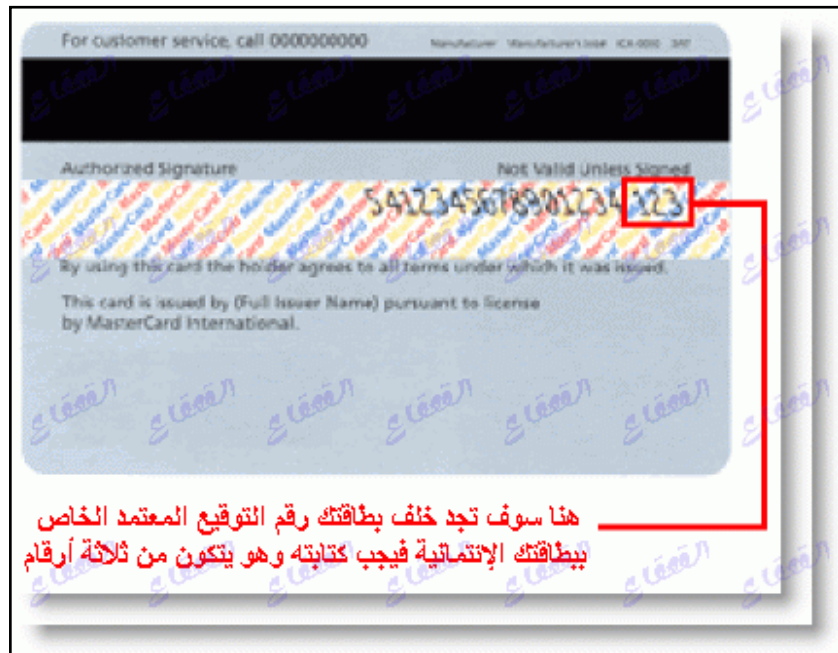 For customer service, call 0000000000
Authorized Signature
Not Valid Unless Signed
5412345678901234 123
By using this card the holder agrees to all terms under which it was issued.
This card is issued by (Full Issuer Name) pursuant to license
by MasterCard International.
هنا سوف تجد خلف بطاقتك رقم التوقيع المعتمد الخاص
ببطاقتك الإئتمانية فيجب كتابته وهو يتكون من ثلاثة أرقام